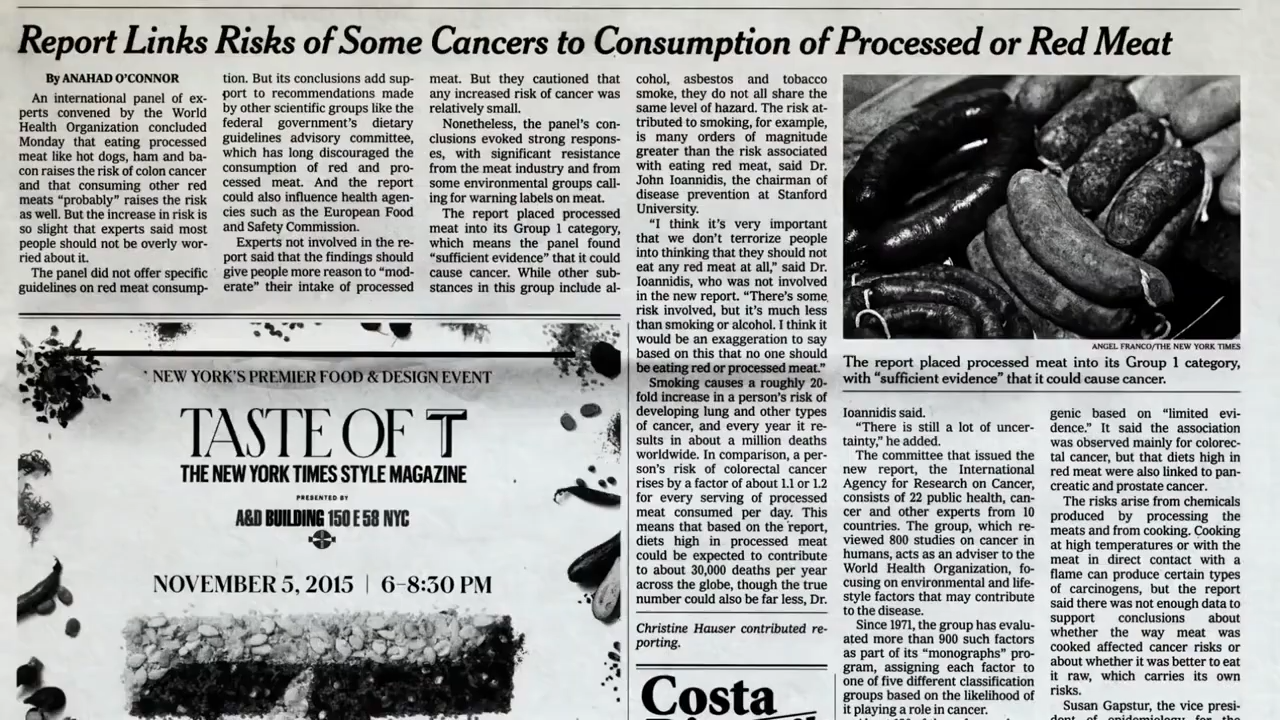 Report Links Risks of Some Cancers to Consumption of Processed or Red Meat
By ANAHAD O'CONNOR
An international panel of ex-
perts convened by the World
Health Organization concluded
Monday that eating processed
meat like hot dogs, ham and ba-
con raises the risk of colon cancer
and that consuming other red
meats “probably” raises the risk
as well. But the increase in risk is
so slight that experts said most
people should not be overly wor-
ried about it.
The panel did not offer specific
guidelines on red meat consump-
tion. But its conclusions add sup-
port to recommendations made
by other scientific groups like the
federal government's dietary
guidelines advisory committee,
which has long discouraged the
consumption of red and pro-
cessed meat. And the report
could also influence health agen-
cies such as the European Food
and Safety Commission.
Experts not involved in the re-
port said that the findings should
give people more reason to “mod-
erate” their intake of processed
meat. But they cautioned that
any increased risk of cancer was
relatively small.
Nonetheless, the panel's con-
clusions evoked strong respons-
es, with significant resistance
from the meat industry and from
some environmental groups call-
ing for warning labels on meat.
The report placed processed
meat into its Group 1 category,
which means the panel found
“sufficient evidence” that it could
cause cancer. While other sub-
stances in this group include al-
cohol, asbestos and tobacco
smoke, they do not all share the
same level of hazard. The risk at-
tributed to smoking, for example,
is many orders of magnitude
greater than the risk associated
with eating red meat, said Dr.
John Ioannidis, the chairman of
disease prevention at Stanford
University.
“I think it's very important
that we don't terrorize people
into thinking that they should not
eat any red meat at all,” said Dr.
Ioannidis, who was not involved
in the new report. “There's some
risk involved, but it's much less
than smoking or alcohol. I think it
would be an exaggeration to say
based on this that no one should
be eating red or processed meat.”
Smoking causes a roughly 20-
fold increase in a person's risk of
developing lung and other types
of cancer, and every year it re-
sults in about a million deaths
worldwide. In comparison, a per-
son's risk of colorectal cancer
rises by a factor of about 1.1 or 1.2
for every serving of processed
meat consumed per day. This
means that based on the report,
diets high in processed meat
could be expected to contribute
to about 30,000 deaths per year
across the globe, though the true
number could also be far less, Dr.
Christine Hauser contributed re-
porting.
ANGEL FRANCO/THE NEW YORK TIMES
The report placed processed meat into its Group 1 category,
with “sufficient evidence” that it could cause cancer.
Ioannidis said.
“There is still a lot of uncer-
tainty,” he added.
The committee that issued the
new report, the International
Agency for Research on Cancer,
consists of 22 public health, can-
cer and other experts from 10
countries. The group, which re-
viewed 800 studies on cancer in
humans, acts as an adviser to the
World Health Organization, fo-
cusing on environmental and life-
style factors that may contribute
to the disease.
Since 1971, the group has evalu-
ated more than 900 such factors
as part of its “monographs” pro-
gram, assigning each factor to
one of five different classification
groups based on the likelihood of
it playing a role in cancer.
genic based on “limited evi-
dence.” It said the association
was observed mainly for colorec-
tal cancer, but that diets high in
red meat were also linked to pan-
creatic and prostate cancer.
The risks arise from chemicals
produced by processing the
meats and from cooking. Cooking
at high temperatures or with the
meat in direct contact with a
flame can produce certain types
of carcinogens, but the report
said there was not enough data to
support conclusions about
whether the way meat was
cooked affected cancer risks or
about whether it was better to eat
it raw, which carries its own
risks.
Susan Gapstur, the vice presi-
dent of epidemiology for the
NEW YORK'S PREMIER FOOD & DESIGN EVENT
TASTE OF T
THE NEW YORK TIMES STYLE MAGAZINE
PRESENTED BY
A&D BUILDING 150 E 58 NYC
NOVEMBER 5, 2015 | 6–8:30 PM
Costa